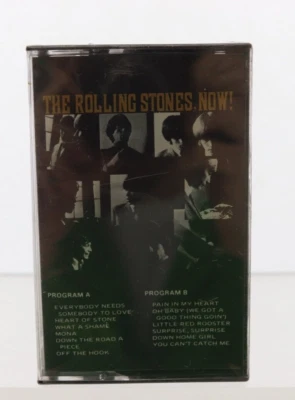 THE ROLLING STONES, NOW!
PROGRAM A
EVERYBODY NEEDS
SOMEBODY TO LOVE
HEART OF STONE
WHAT A SHAME
MONA
DOWN THE ROAD A
PIECE
OFF THE HOOK
PROGRAM B
PAIN IN MY HEART
OH BABY (WE GOT A
GOOD THING GOIN')
LITTLE RED ROOSTER
SURPRISE, SURPRISE
DOWN HOME GIRL
YOU CAN'T CATCH ME